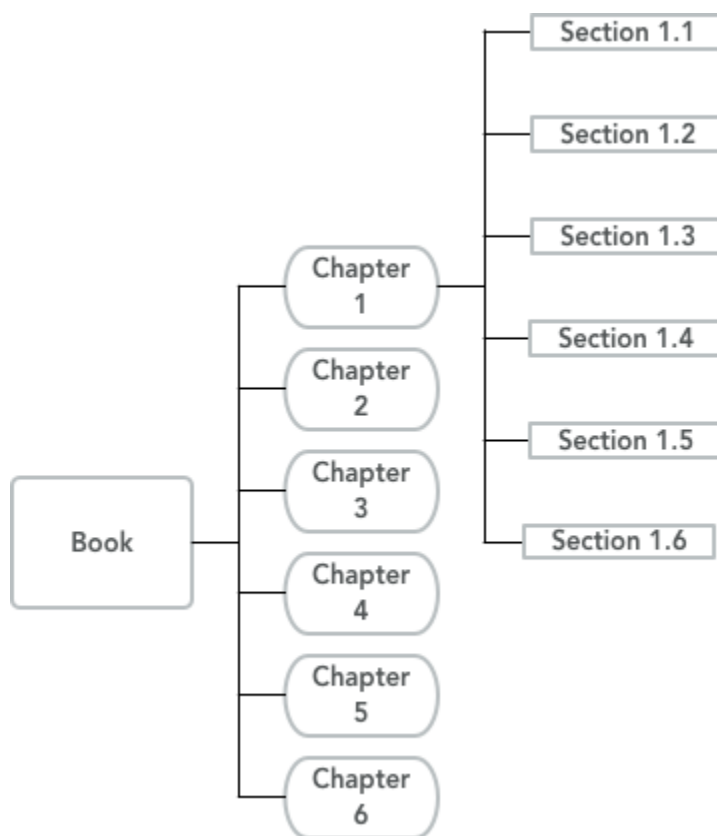 Section 1.1
Section 1.2
Section 1.3
Chapter
1
Section 1.4
Chapter
2
Section 1.5
Chapter
3
Book
Section 1.6
Chapter
4
Chapter
5
Chapter
6